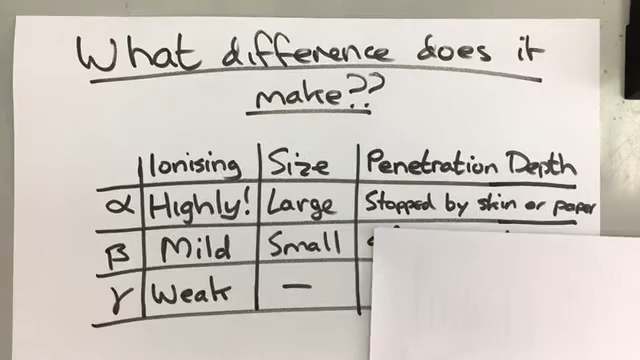 What difference does it
make??
Ionising Size Penetration Depth
α Highly! Large Stopped by skin or paper
β Mild Small
γ Weak —